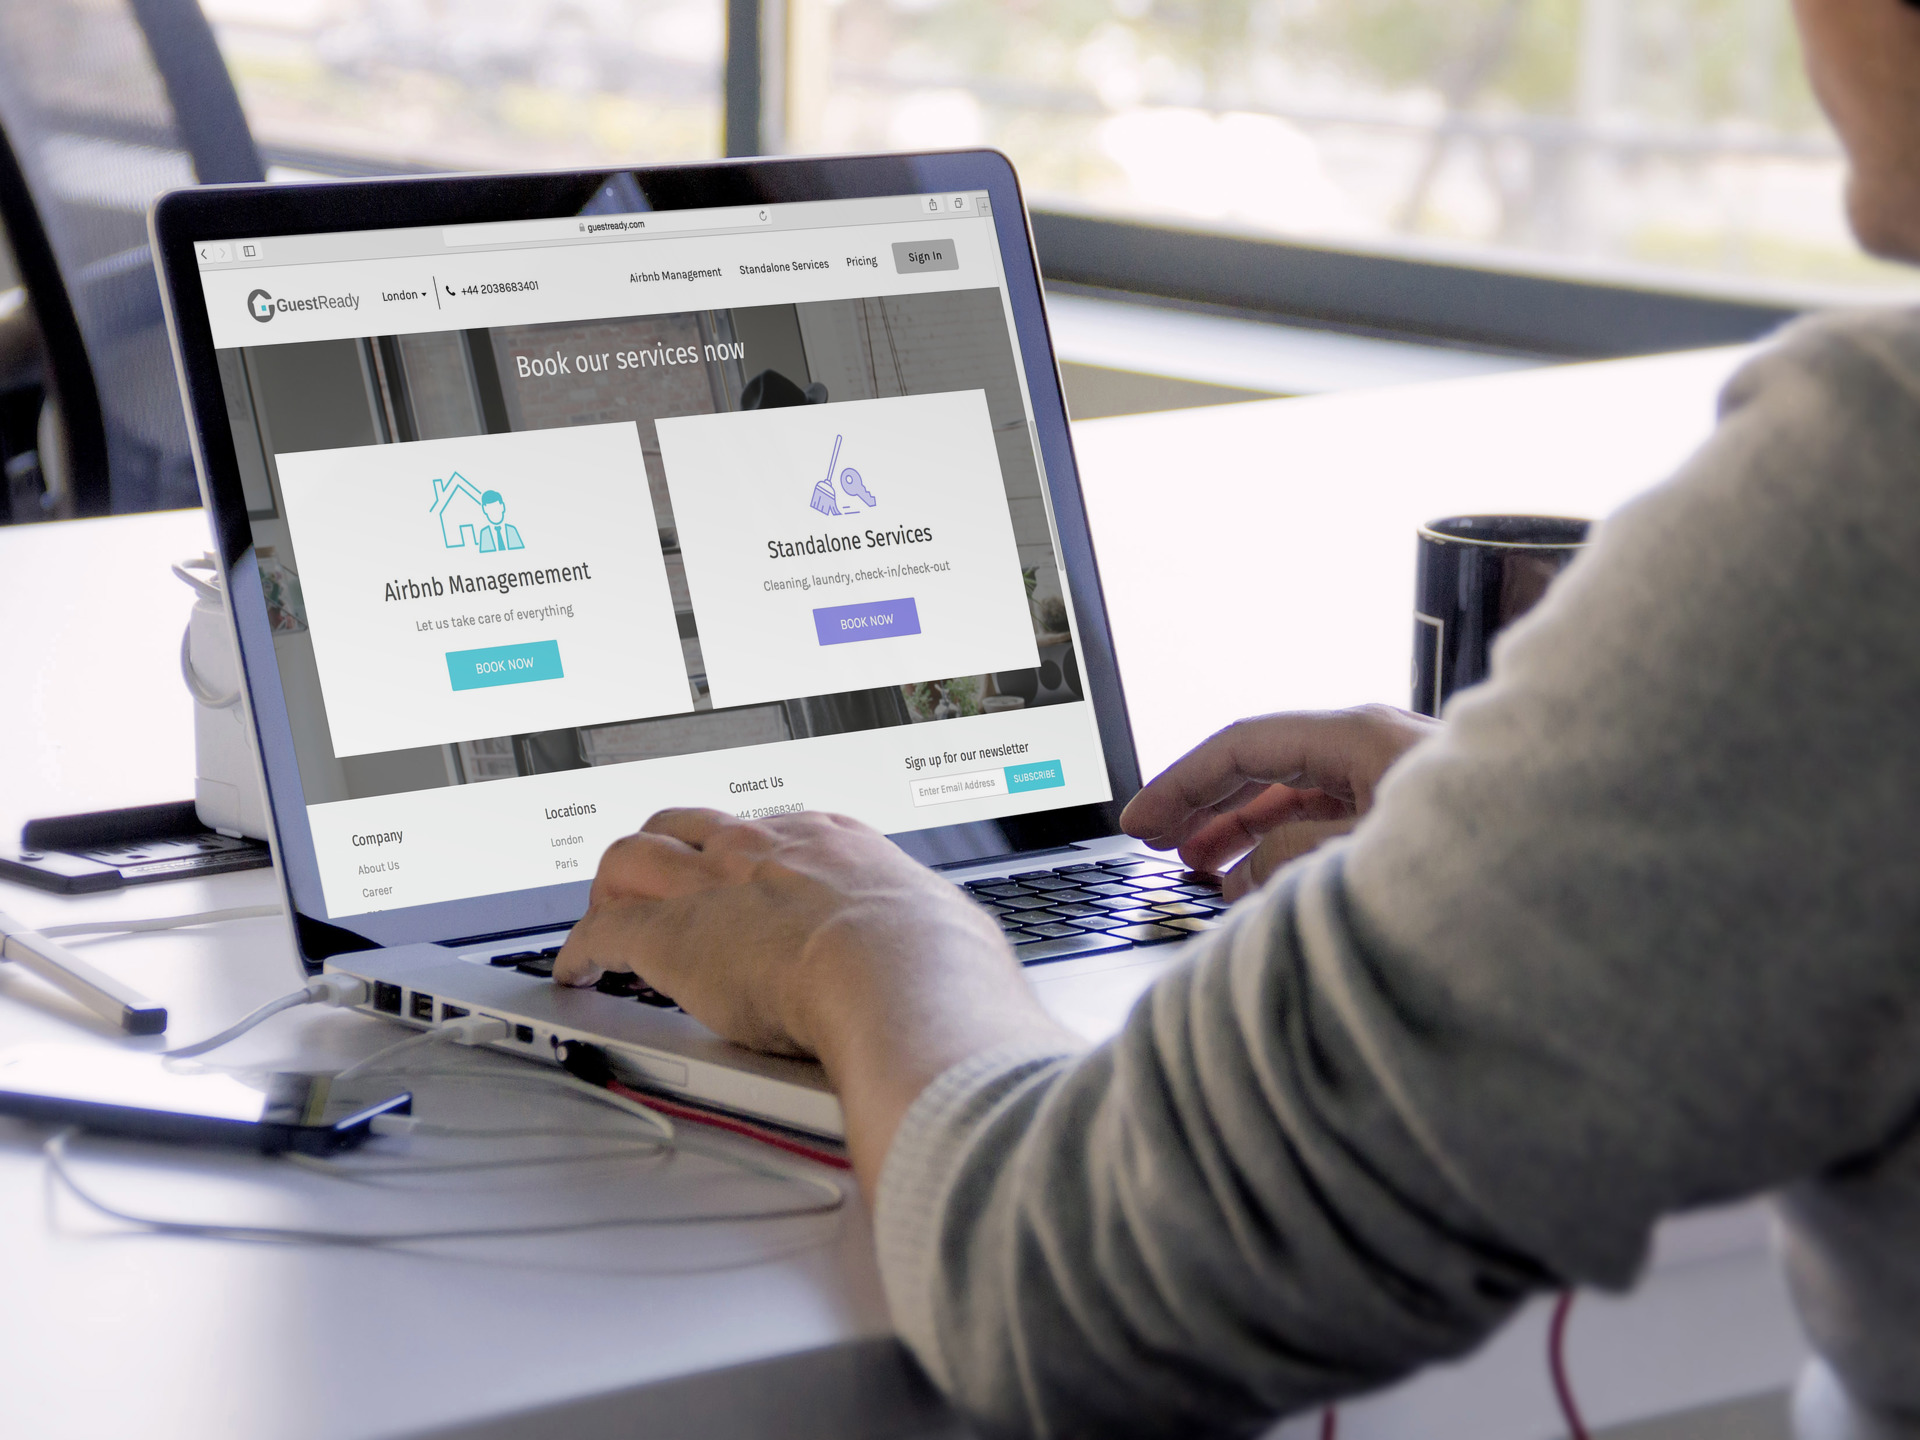 guestready.com
GuestReady
London
+44 2038683401
Airbnb Management
Standalone Services
Pricing
Sign In
Book our services now
Airbnb Managemement
Let us take care of everything
BOOK NOW
Standalone Services
Cleaning, laundry, check-in/check-out
BOOK NOW
Company
About Us
Career
Locations
London
Paris
Contact Us
+44 2038683401
Sign up for our newsletter
Enter Email Address
SUBSCRIBE